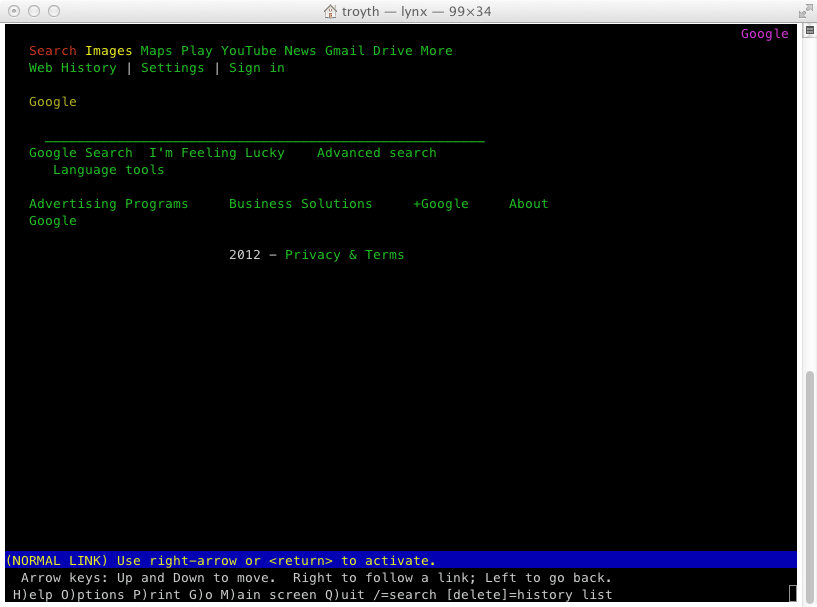 troyth — lynx — 99×34
Google
Search Images Maps Play YouTube News Gmail Drive More
Web History | Settings | Sign in
Google
Google Search I'm Feeling Lucky Advanced search
Language tools
Advertising Programs Business Solutions +Google About
Google
2012 – Privacy & Terms
(NORMAL LINK) Use right–arrow or <return> to activate.
Arrow keys: Up and Down to move. Right to follow a link; Left to go back.
H)elp O)ptions P)rint G)o M)ain screen Q)uit /=search [delete]=history list